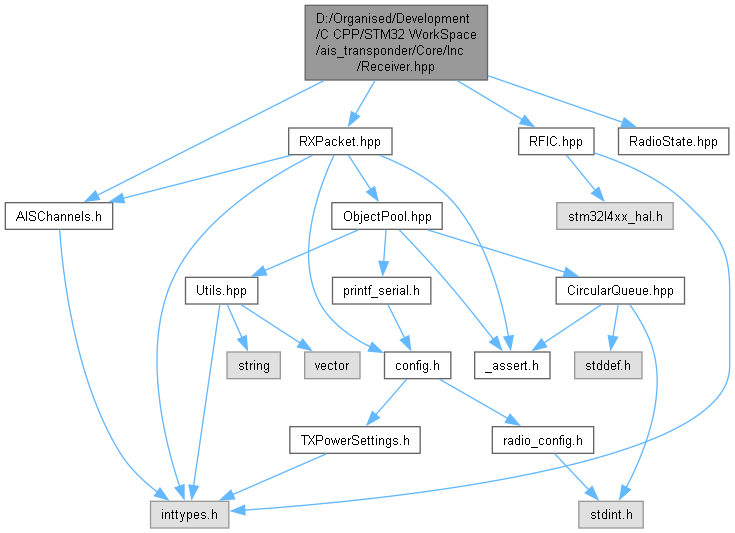 D:/Organised/Development
/C CPP/STM32 WorkSpace
/ais_transponder/Core/Inc
/Receiver.hpp
RXPacket.hpp
RFIC.hpp
RadioState.hpp
AISChannels.h
ObjectPool.hpp
stm32l4xx_hal.h
Utils.hpp
printf_serial.h
CircularQueue.hpp
string
vector
config.h
_assert.h
stddef.h
TXPowerSettings.h
radio_config.h
inttypes.h
stdint.h